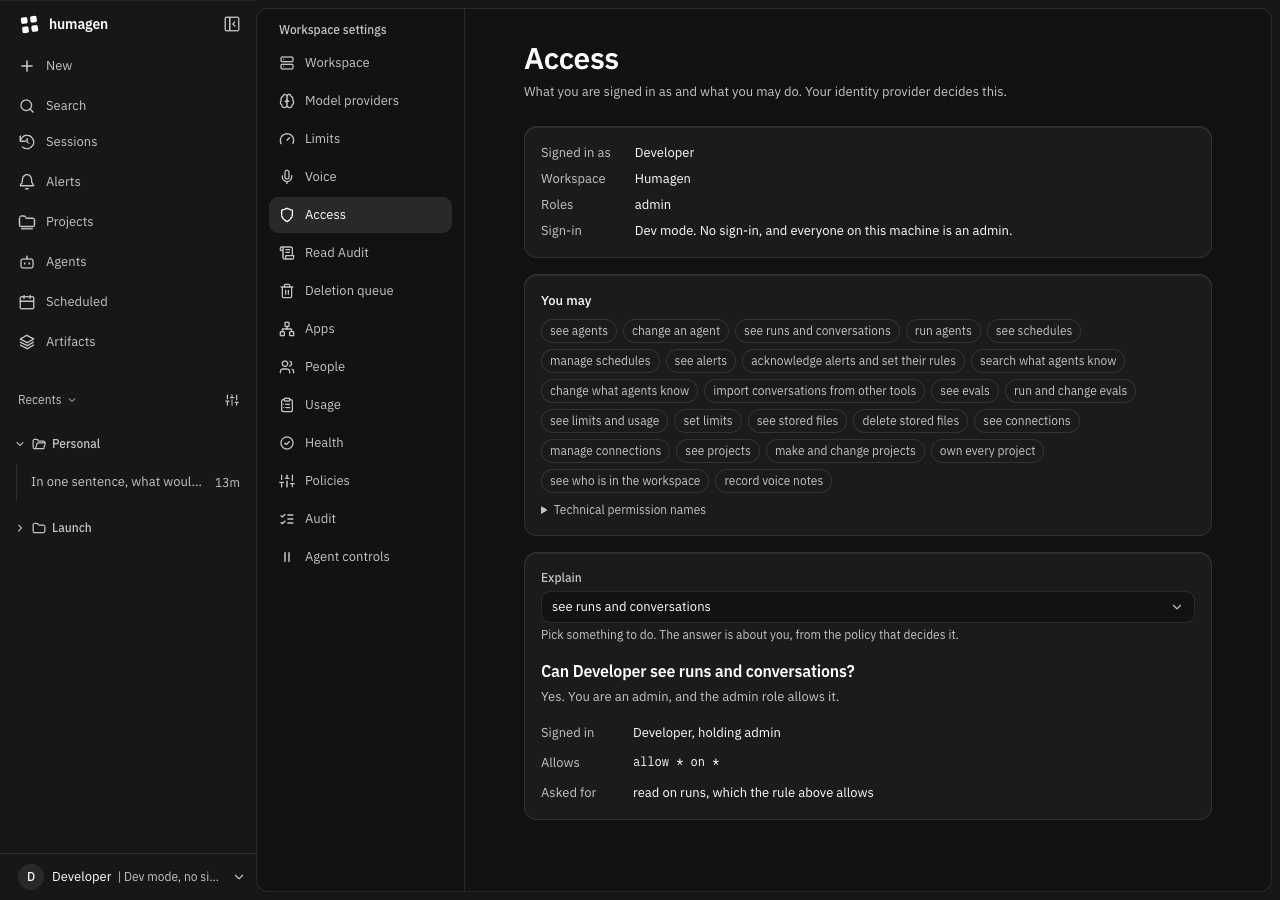 humagen
New
Search
Sessions
Alerts
Projects
Agents
Scheduled
Artifacts
Recents
Personal
In one sentence, what woul... 13m
Launch
D Developer | Dev mode, no si...
Workspace settings
Workspace
Model providers
Limits
Voice
Access
Read Audit
Deletion queue
Apps
People
Usage
Health
Policies
Audit
Agent controls
Access
What you are signed in as and what you may do. Your identity provider decides this.
Signed in as Developer
Workspace Humagen
Roles admin
Sign-in Dev mode. No sign-in, and everyone on this machine is an admin.
You may
see agents change an agent see runs and conversations run agents see schedules
manage schedules see alerts acknowledge alerts and set their rules search what agents know
change what agents know import conversations from other tools see evals run and change evals
see limits and usage set limits see stored files delete stored files see connections
manage connections see projects make and change projects own every project
see who is in the workspace record voice notes
Technical permission names
Explain
see runs and conversations
Pick something to do. The answer is about you, from the policy that decides it.
Can Developer see runs and conversations?
Yes. You are an admin, and the admin role allows it.
Signed in Developer, holding admin
Allows allow * on *
Asked for read on runs, which the rule above allows